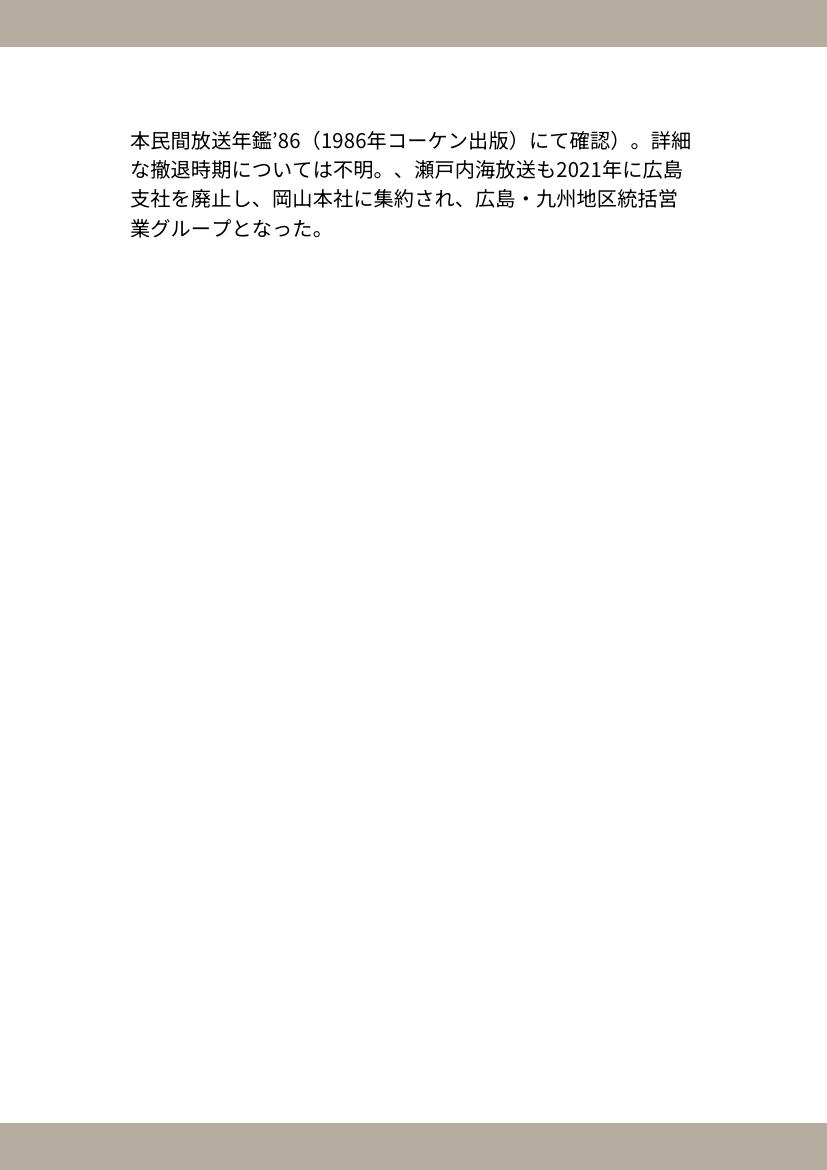 本民間放送年鑑’86（1986年コーケン出版）にて確認）。詳細
な撤退時期については不明。、瀬戸内海放送も2021年に広島
支社を廃止し、岡山本社に集約され、広島・九州地区統括営
業グループとなった。